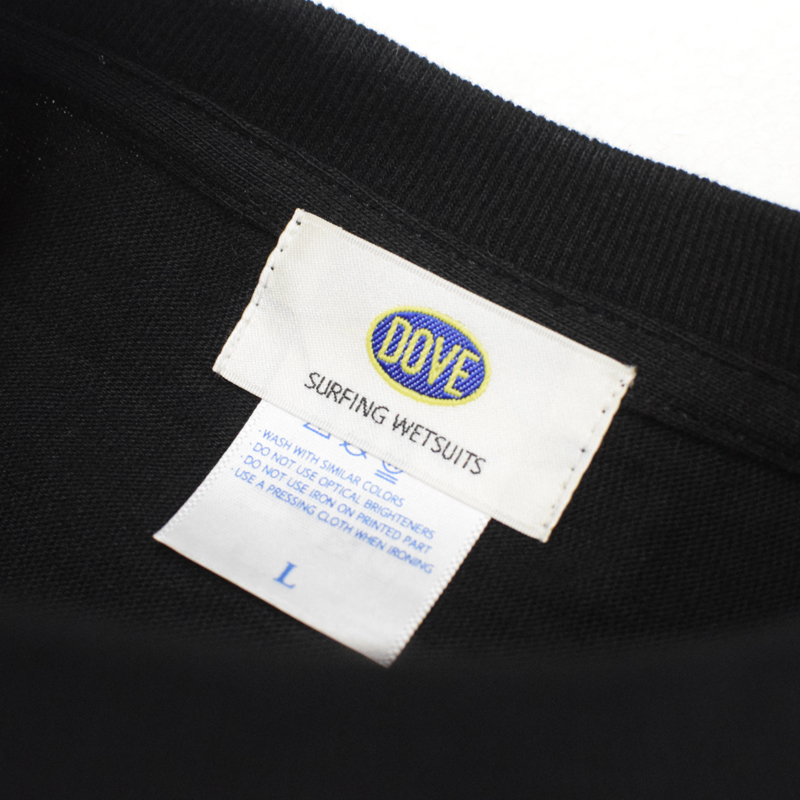 DOVE
SURFING WETSUITS
· WASH WITH SIMILAR COLORS
· DO NOT USE OPTICAL BRIGHTENERS
· DO NOT USE IRON ON PRINTED PART
USE A PRESSING CLOTH WHEN IRONING
L